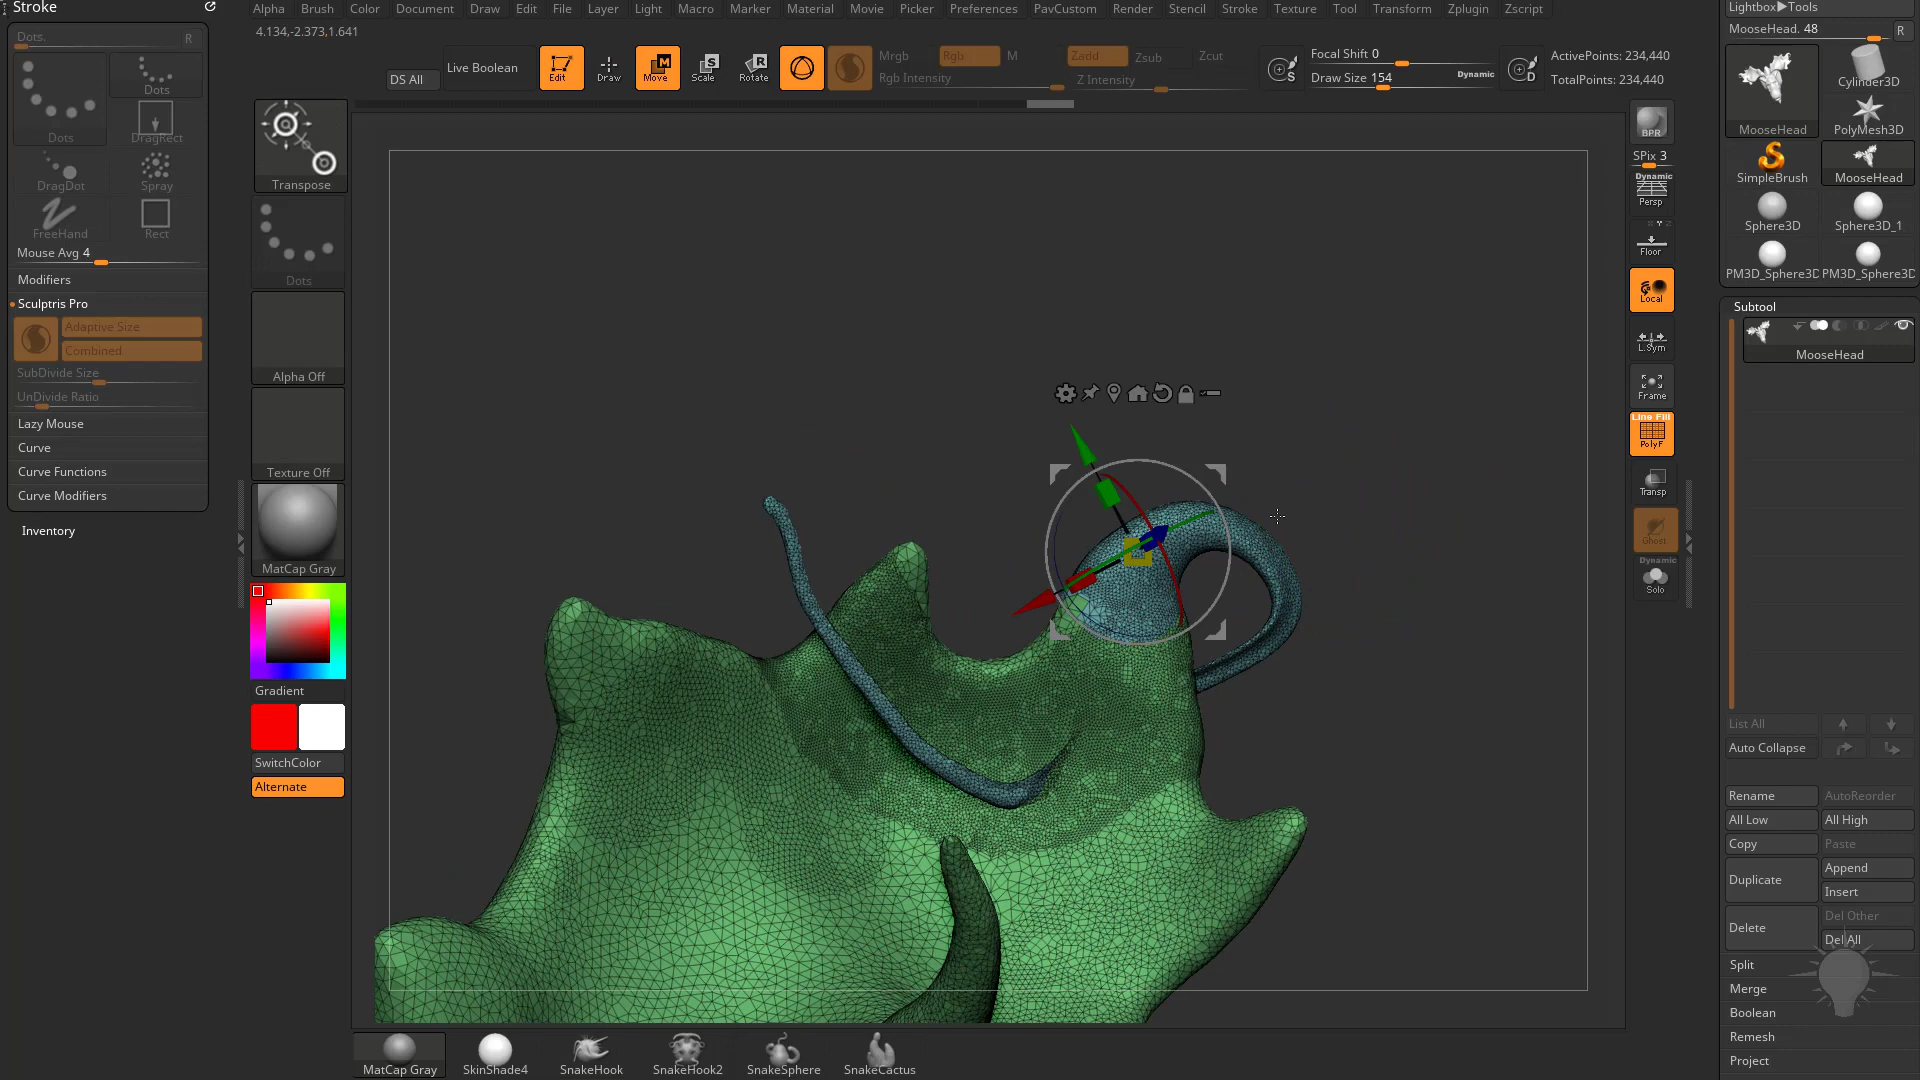 Stroke
Alpha Brush Color Document Draw Edit File Layer Light Macro Marker Material Movie Picker Preferences PavCustom Render Stencil Stroke Texture Tool Transform Zplugin Zscript
Lightbox▶Tools
4.134,-2.373,1.641
MooseHead. 48
R
Dots.
R
DS All
Live Boolean
Edit
Draw
Move
Scale
Rotate
Mrgb
Rgb
M
Rgb Intensity
Zadd
Zsub
Zcut
Z Intensity
Focal Shift 0
Draw Size 154
Dynamic
ActivePoints: 234,440
TotalPoints: 234,440
Dots
Dots
DragRect
DragDot
Spray
FreeHand
Rect
Mouse Avg 4
Modifiers
Sculptris Pro
Adaptive Size
Combined
SubDivide Size
UnDivide Ratio
Lazy Mouse
Curve
Curve Functions
Curve Modifiers
Inventory
Transpose
Dots
Alpha Off
Texture Off
MatCap Gray
Gradient
SwitchColor
Alternate
BPR
SPix 3
Dynamic
Persp
Floor
Local
L.Sym
Frame
Line Fill
PolyF
Transp
Ghost
Dynamic
Solo
MooseHead
Cylinder3D
PolyMesh3D
SimpleBrush
MooseHead
Sphere3D
Sphere3D_1
PM3D_Sphere3D
PM3D_Sphere3D
Subtool
MooseHead
List All
Auto Collapse
Rename
AutoReorder
All Low
All High
Copy
Paste
Duplicate
Append
Insert
Delete
Del Other
Del All
Split
Merge
Boolean
Remesh
Project
MatCap Gray
SkinShade4
SnakeHook
SnakeHook2
SnakeSphere
SnakeCactus